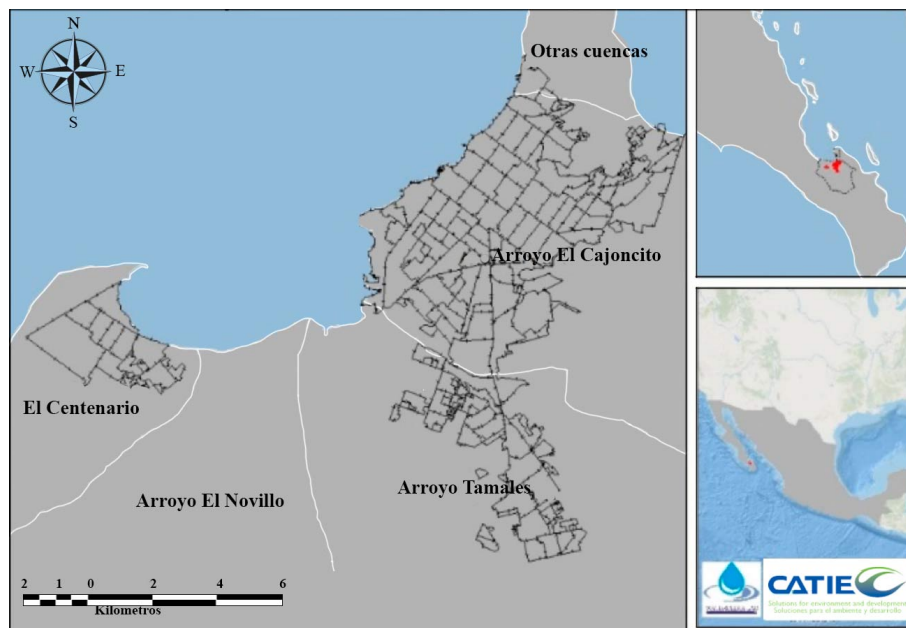 N
W E
S
Otras cuencas
Arroyo El Cajoncito
El Centenario
Arroyo El Novillo
Arroyo Tamales
2 1 0 2 4 6
Kilometros
CATIE
Solutions for environment and development
Soluciones para el ambiente y desarrollo